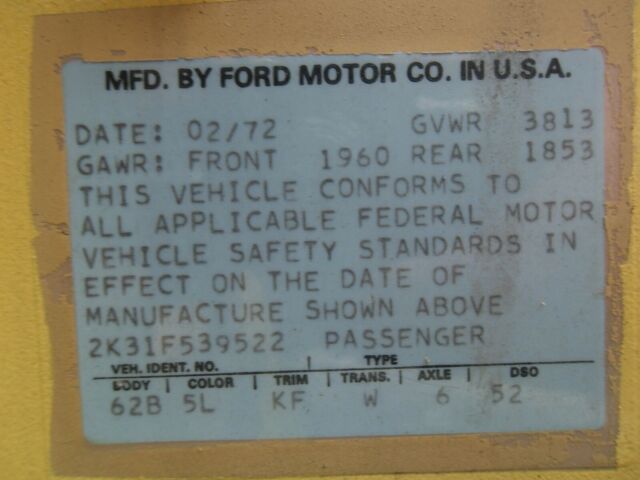 MFD. BY FORD MOTOR CO. IN U.S.A.
DATE: 02/72 GVWR 3813
GAWR: FRONT 1960 REAR 1853
THIS VEHICLE CONFORMS TO
ALL APPLICABLE FEDERAL MOTOR
VEHICLE SAFETY STANDARDS IN
EFFECT ON THE DATE OF
MANUFACTURE SHOWN ABOVE
2K31F539522 PASSENGER
VEH. IDENT. NO. | TYPE
BODY | COLOR | TRIM | TRANS. | AXLE | DSO
62B 5L KF W 6 52